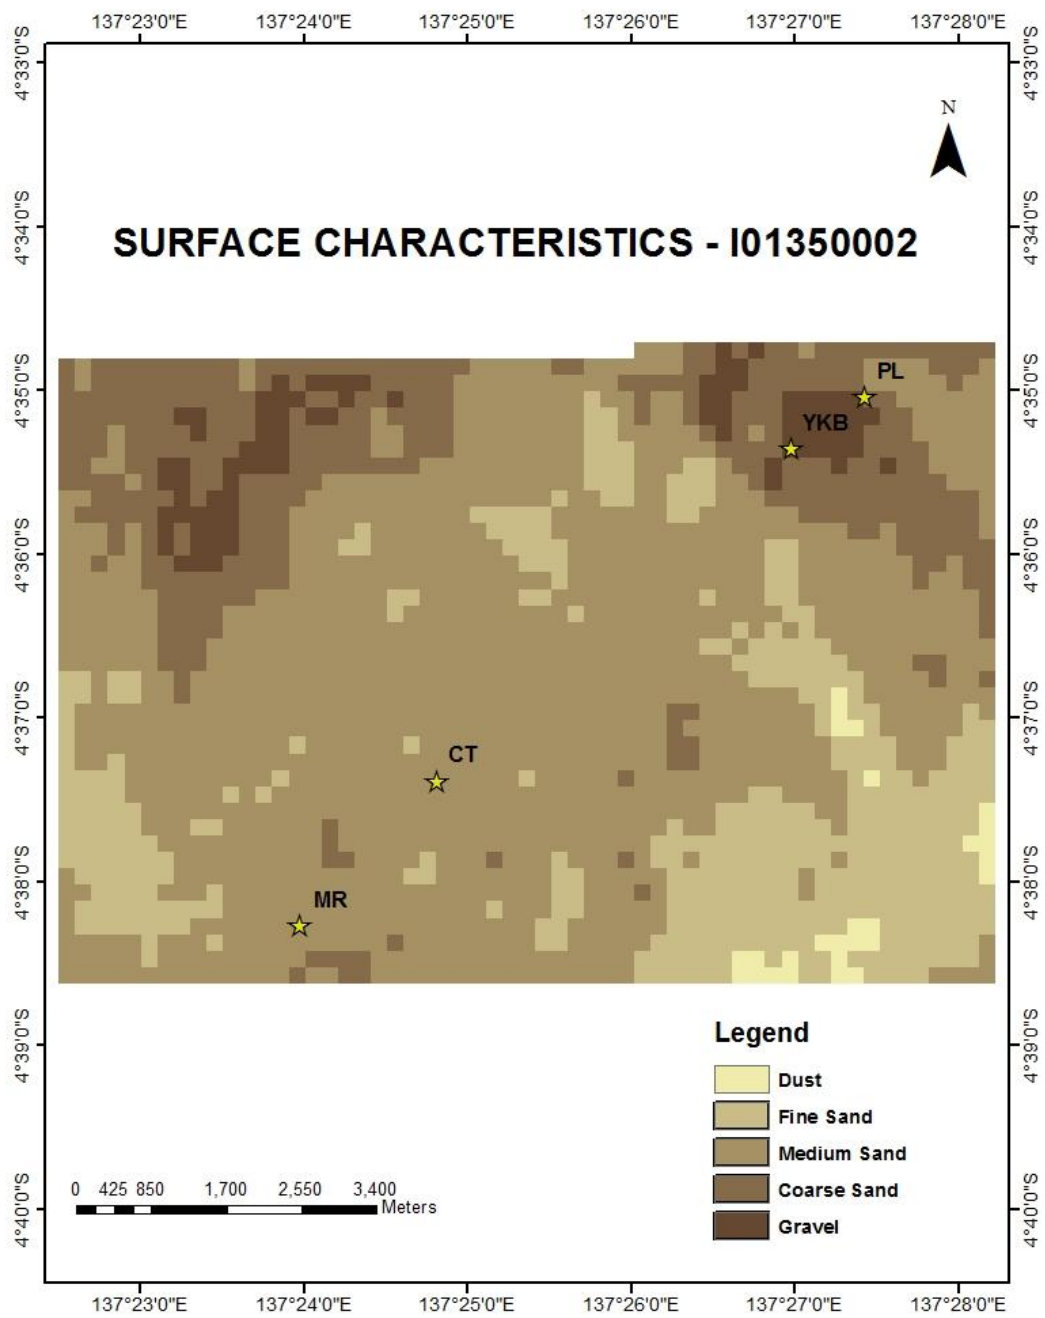 137°23'0"E 137°24'0"E 137°25'0"E 137°26'0"E 137°27'0"E 137°28'0"E
4°33'0"S 4°33'0"S
N
4°34'0"S 4°34'0"S
SURFACE CHARACTERISTICS - I01350002
4°35'0"S 4°35'0"S
PL
YKB
4°36'0"S 4°36'0"S
4°37'0"S 4°37'0"S
CT
4°38'0"S 4°38'0"S
MR
4°39'0"S 4°39'0"S
Legend
Dust
Fine Sand
Medium Sand
Coarse Sand
Gravel
0 425 850 1,700 2,550 3,400
Meters
4°40'0"S 4°40'0"S
137°23'0"E 137°24'0"E 137°25'0"E 137°26'0"E 137°27'0"E 137°28'0"E